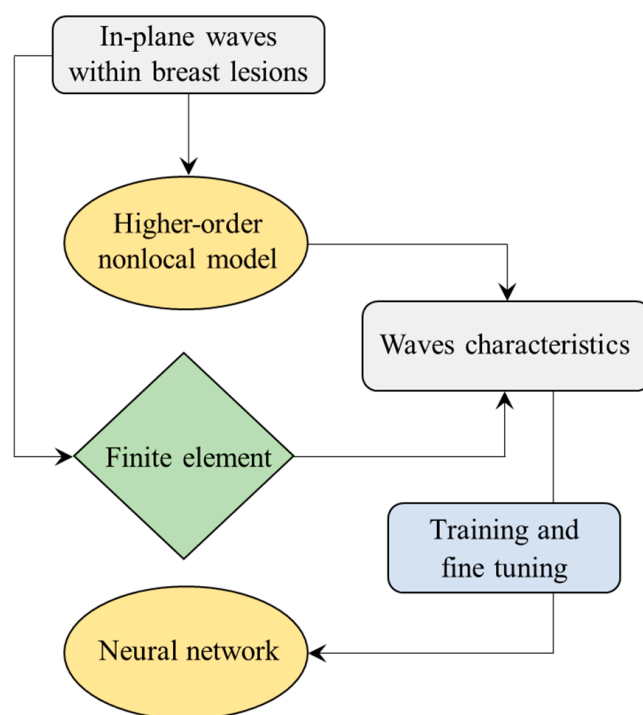 In-plane waves
within breast lesions
Higher-order
nonlocal model
Waves characteristics
Finite element
Training and
fine tuning
Neural network